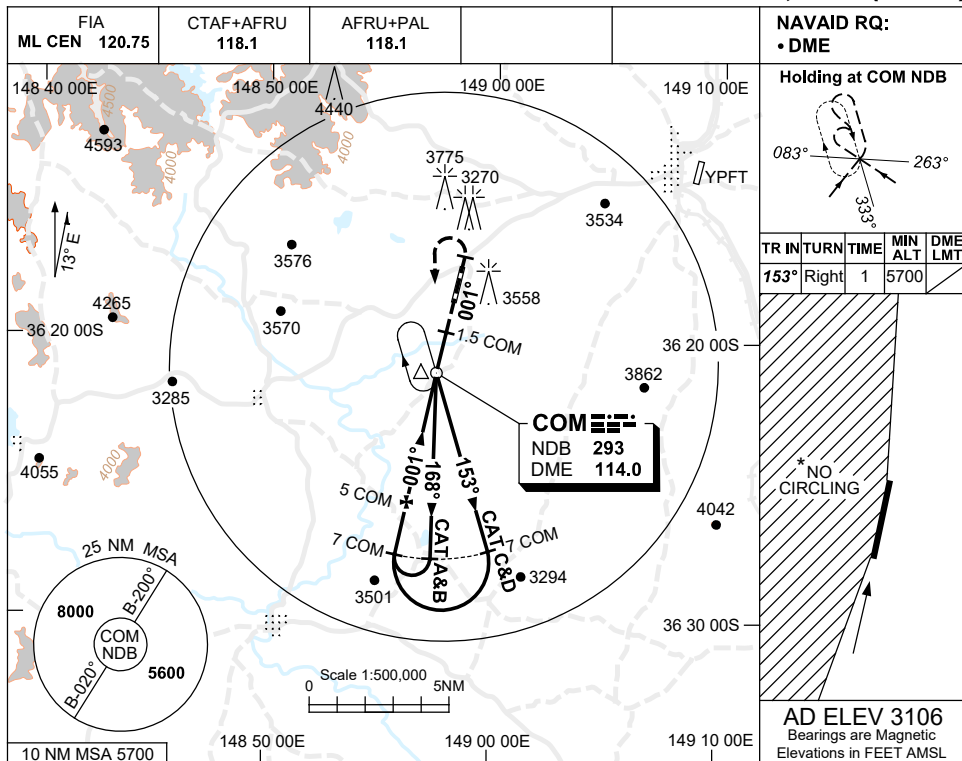 FIA
ML CEN 120.75
CTAF+AFRU
118.1
AFRU+PAL
118.1
NAVAID RQ:
• DME
148 40 00E
148 50 00E
149 00 00E
149 10 00E
Holding at COM NDB
083°
263°
333°
TR IN TURN TIME MIN ALT DME LMT
153° Right 1 5700
4500
4440
4593
4000
4000
3775
3270
YPFT
3534
13° E
3576
3558
001°
4265
3570
36 20 00S
1.5 COM
36 20 00S
3285
3862
COM
NDB 293
DME 114.0
4055
4000
001°
168°
153°
5 COM
CAT A&B
CAT C&D
4042
*NO
CIRCLING
7 COM
7 COM
3501
3294
25 NM MSA
8000
B-200°
COM
NDB
B-020°
5600
36 30 00S
Scale 1:500,000
0 5NM
10 NM MSA 5700
148 50 00E
149 00 00E
149 10 00E
AD ELEV 3106
Bearings are Magnetic
Elevations in FEET AMSL